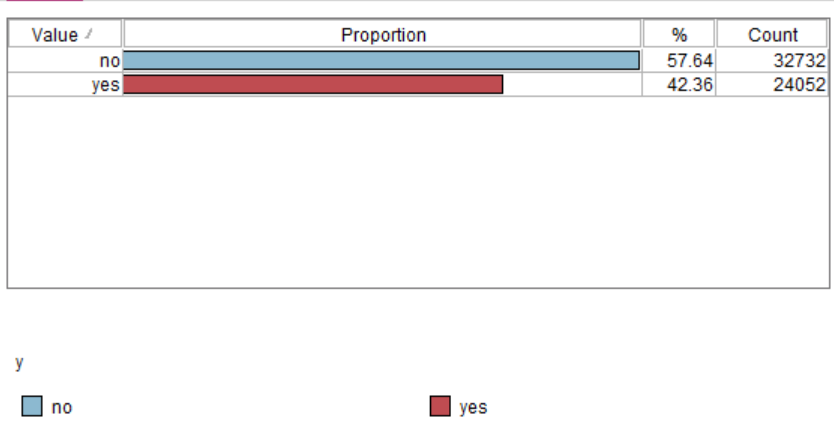 Value Proportion % Count
no 57.64 32732
yes 42.36 24052
y
no yes